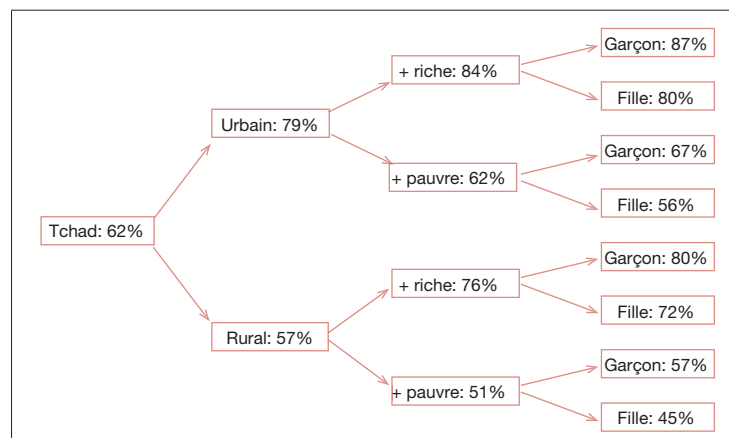 Garçon: 87%
+ riche: 84%
Fille: 80%
Urbain: 79%
Garçon: 67%
+ pauvre: 62%
Fille: 56%
Tchad: 62%
Garçon: 80%
+ riche: 76%
Fille: 72%
Rural: 57%
Garçon: 57%
+ pauvre: 51%
Fille: 45%